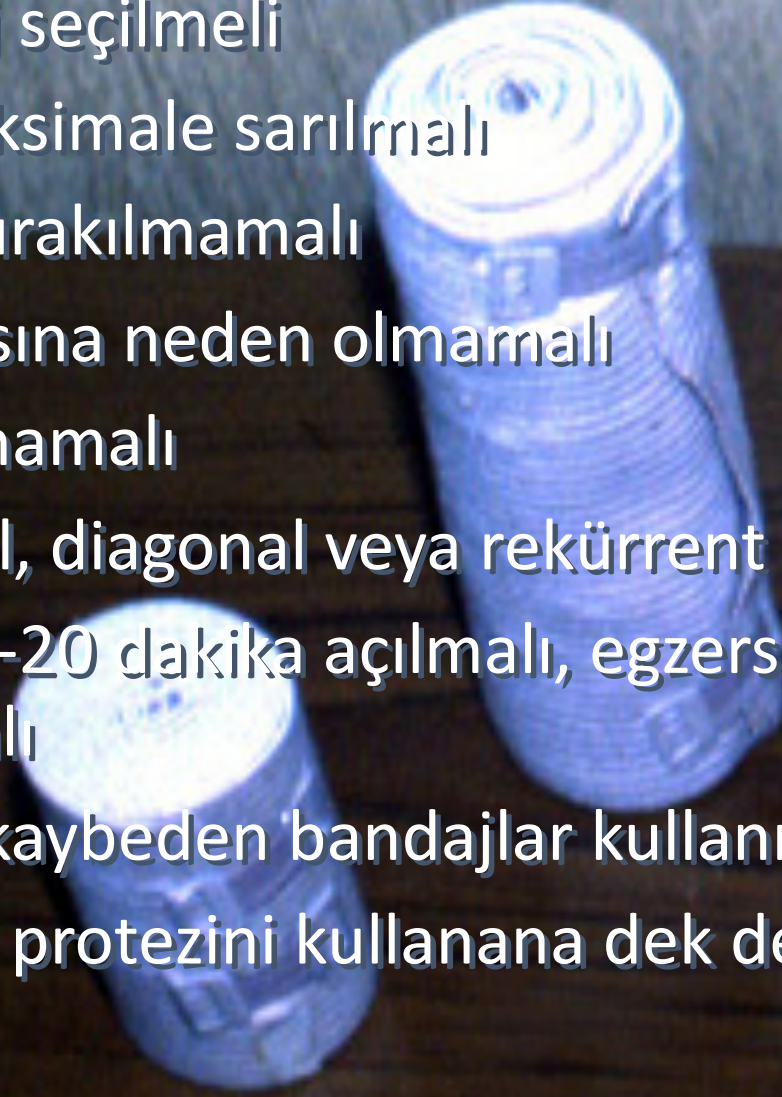 seçilmeli
ksimale sarılmalı
ırakılmamalı
sına neden olmamalı
mamalı
l, diagonal veya rekürrent
-20 dakika açılmalı, egzers
lı
kaybeden bandajlar kullanı
protezini kullanana dek de